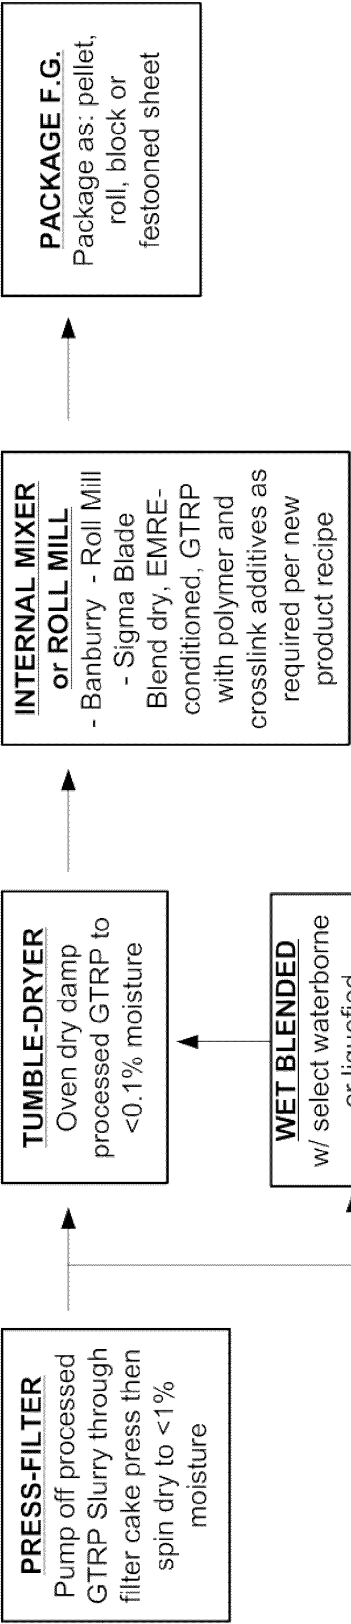 PRESS-FILTER
Pump off processed
GTRP Slurry through
filter cake press then
spin dry to <1%
moisture
TUMBLE-DRYER
Oven dry damp
processed GTRP to
<0.1% moisture
WET BLENDED
w/ select waterborne
or liquefied
INTERNAL MIXER
or ROLL MILL
- Banburry - Roll Mill
- Sigma Blade
Blend dry, EMRE-
conditioned, GTRP
with polymer and
crosslink additives as
required per new
product recipe
PACKAGE F.G.
Package as: pellet,
roll, block or
festooned sheet